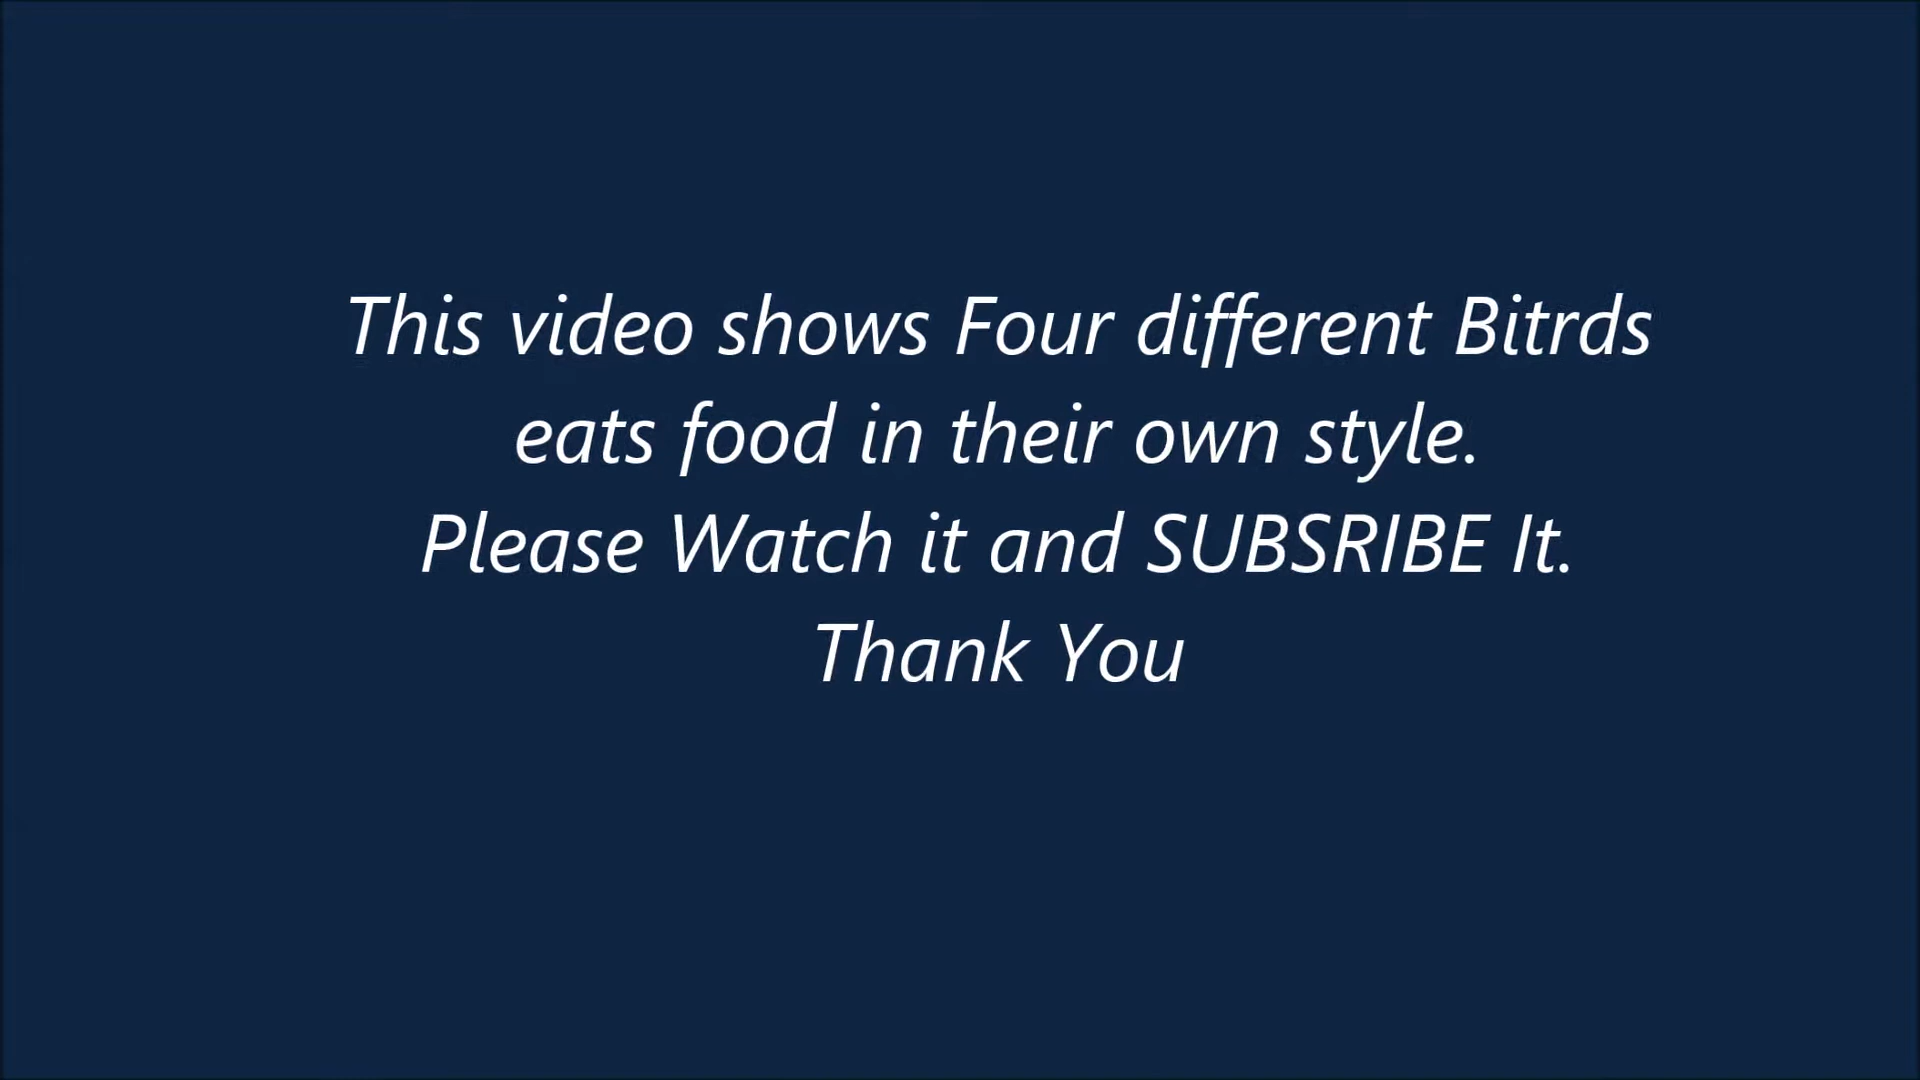 This video shows Four different Bitrds
eats food in their own style.
Please Watch it and SUBSRIBE It.
Thank You